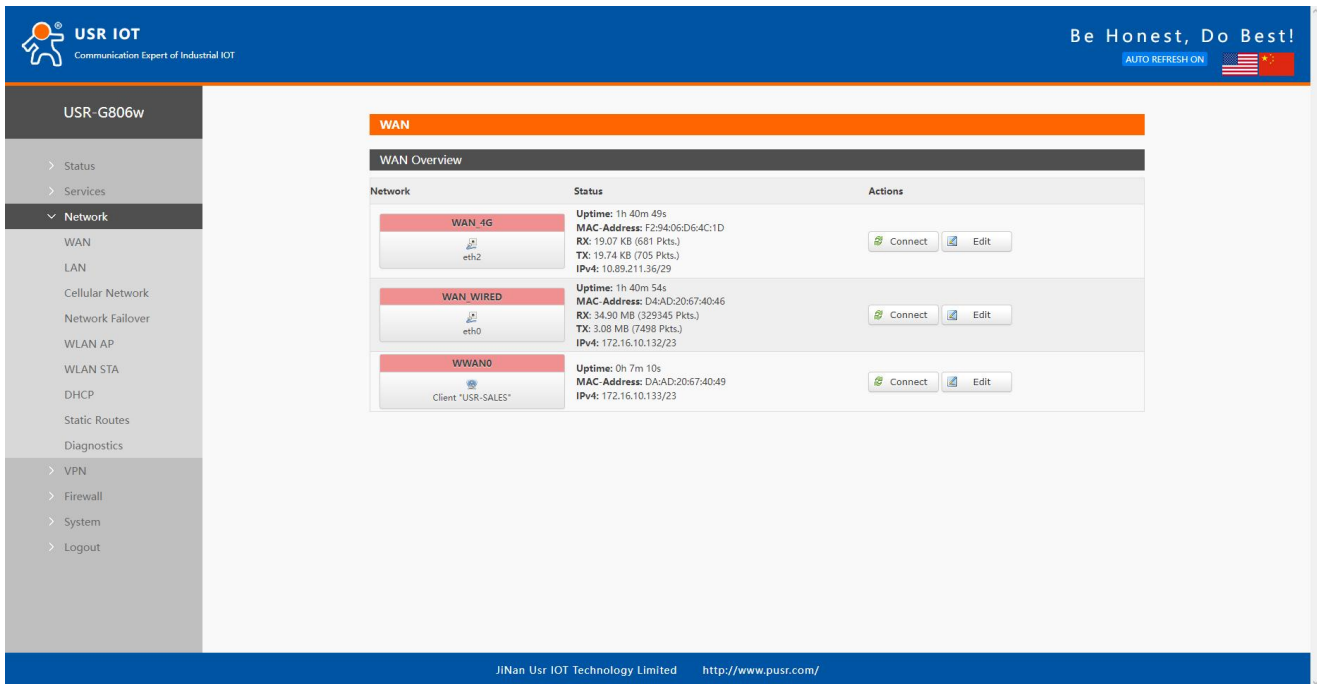 USR IOT
Communication Expert of Industrial IOT
Be Honest, Do Best!
AUTO REFRESH ON
USR-G806w
Status
Services
Network
WAN
LAN
Cellular Network
Network Failover
WLAN AP
WLAN STA
DHCP
Static Routes
Diagnostics
VPN
Firewall
System
Logout
WAN
WAN Overview
Network Status Actions
WAN_4G
eth2
Uptime: 1h 40m 49s
MAC-Address: F2:94:06:D6:4C:1D
RX: 19.07 KB (681 Pkts.)
TX: 19.74 KB (705 Pkts.)
IPv4: 10.89.211.36/29
Connect Edit
WAN_WIRED
eth0
Uptime: 1h 40m 54s
MAC-Address: D4:AD:20:67:40:46
RX: 34.90 MB (329345 Pkts.)
TX: 3.08 MB (7498 Pkts.)
IPv4: 172.16.10.132/23
Connect Edit
WWAN0
Client "USR-SALES"
Uptime: 0h 7m 10s
MAC-Address: DA:AD:20:67:40:49
IPv4: 172.16.10.133/23
Connect Edit
JiNan Usr IOT Technology Limited http://www.pusr.com/